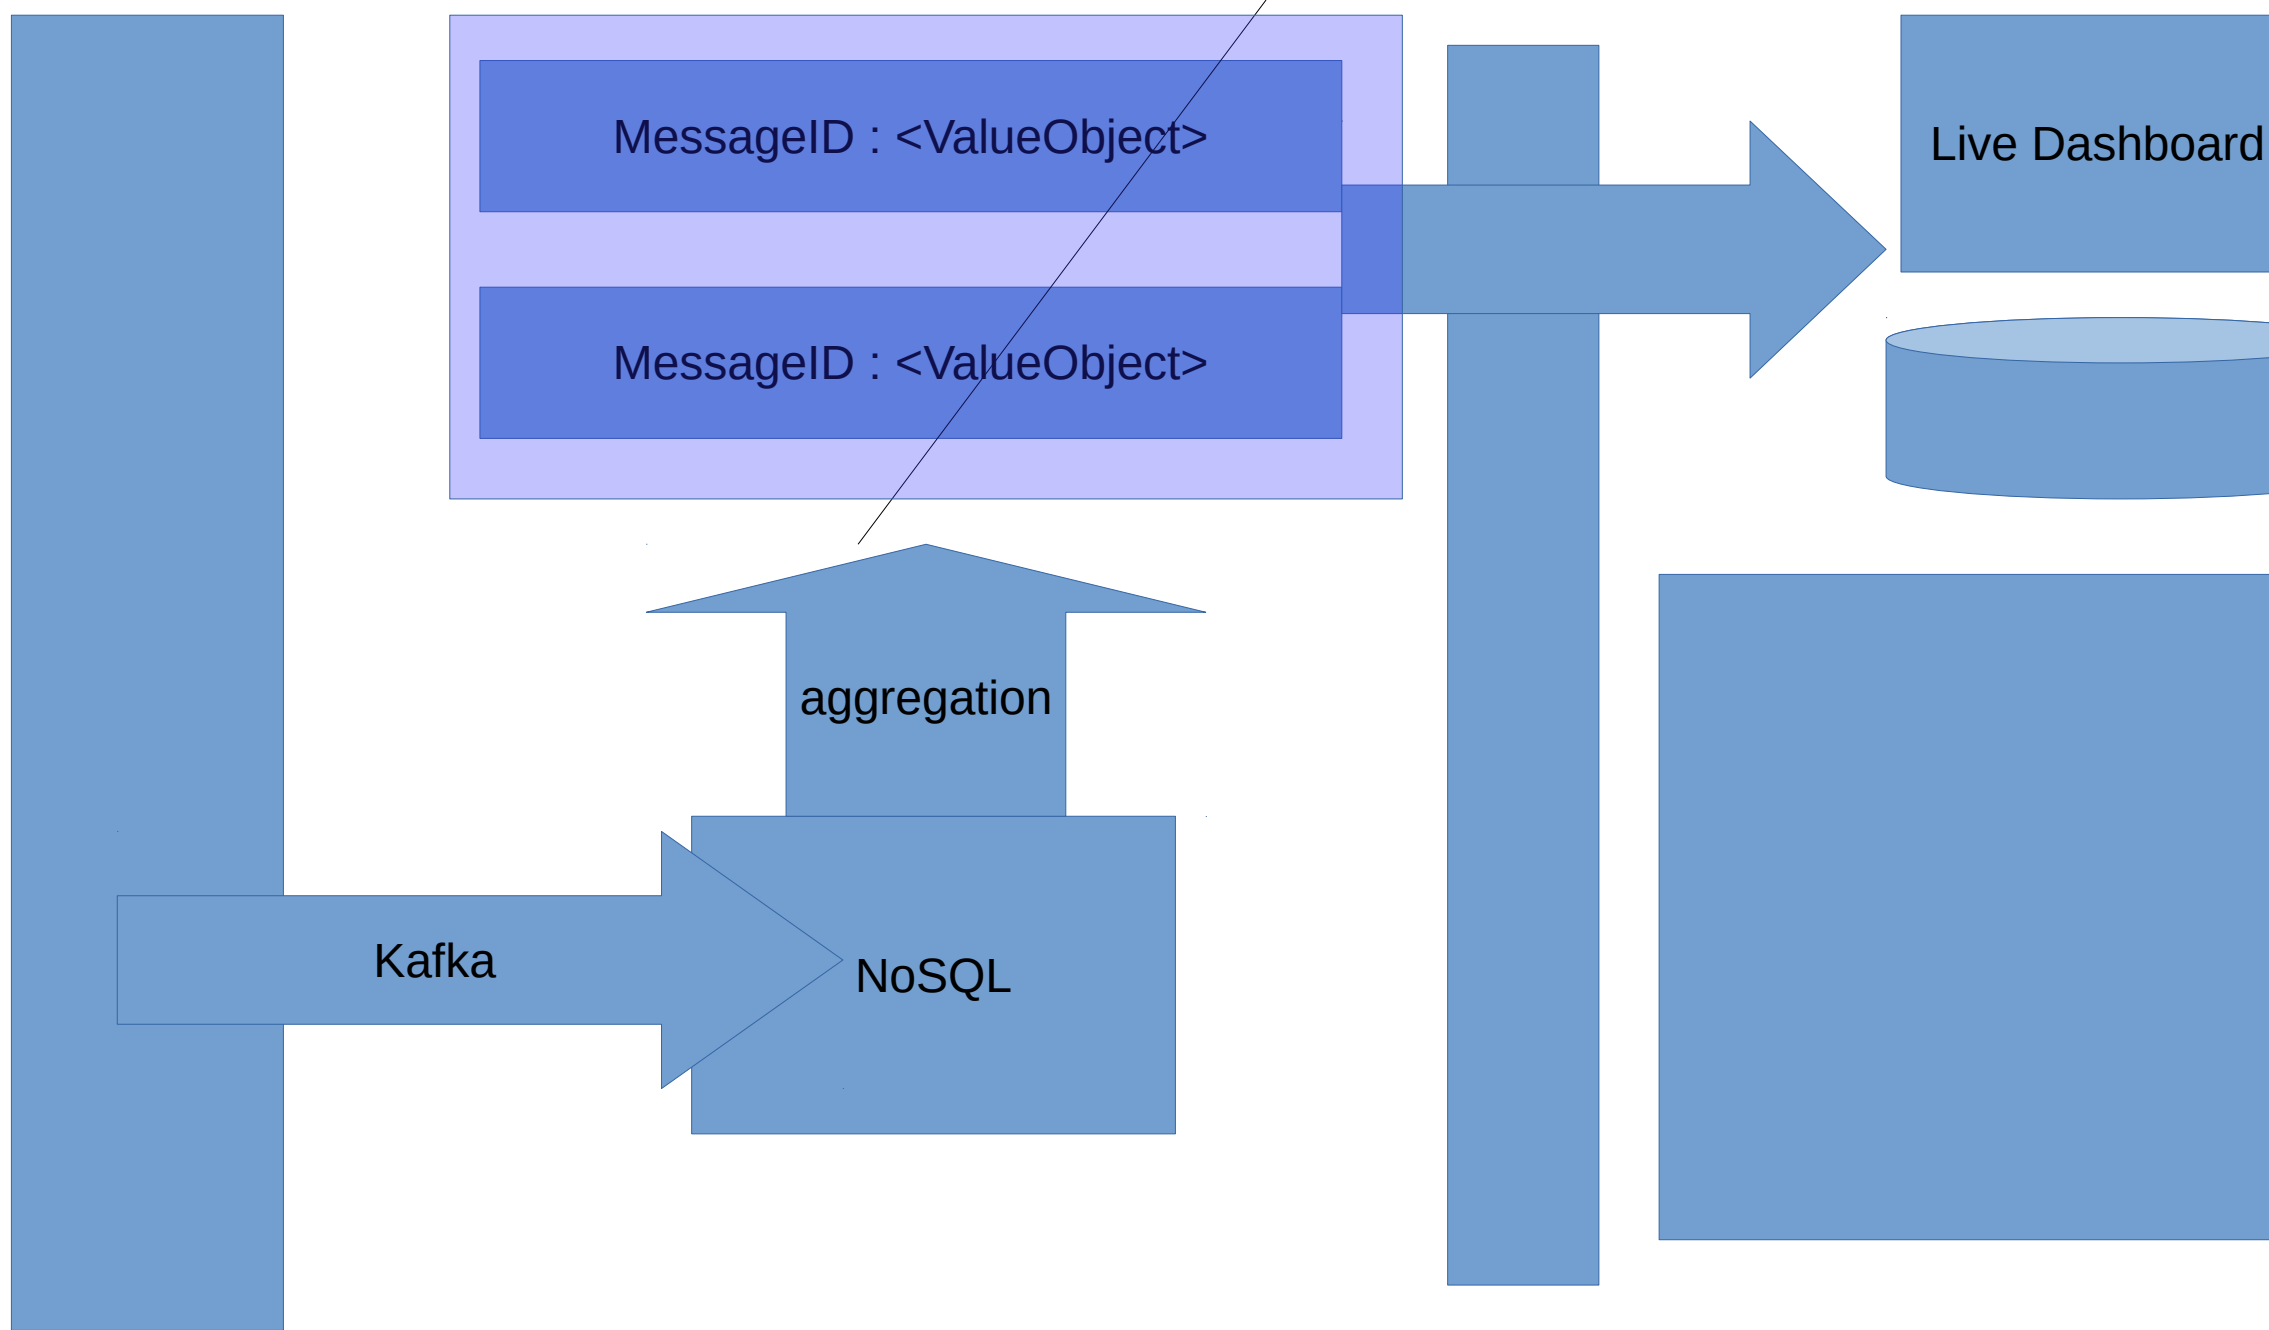 MessageID : <ValueObject>
Live Dashboard
MessageID : <ValueObject>
aggregation
Kafka
NoSQL